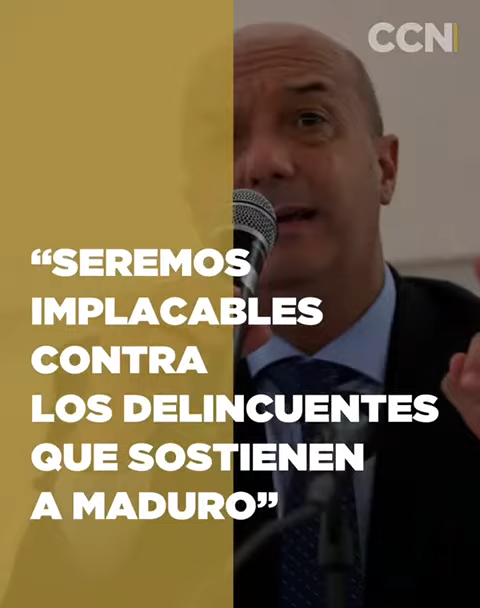 CCN
“SEREMOS
IMPLACABLES
CONTRA
LOS DELINCUENTES
QUE SOSTIENEN
A MADURO”